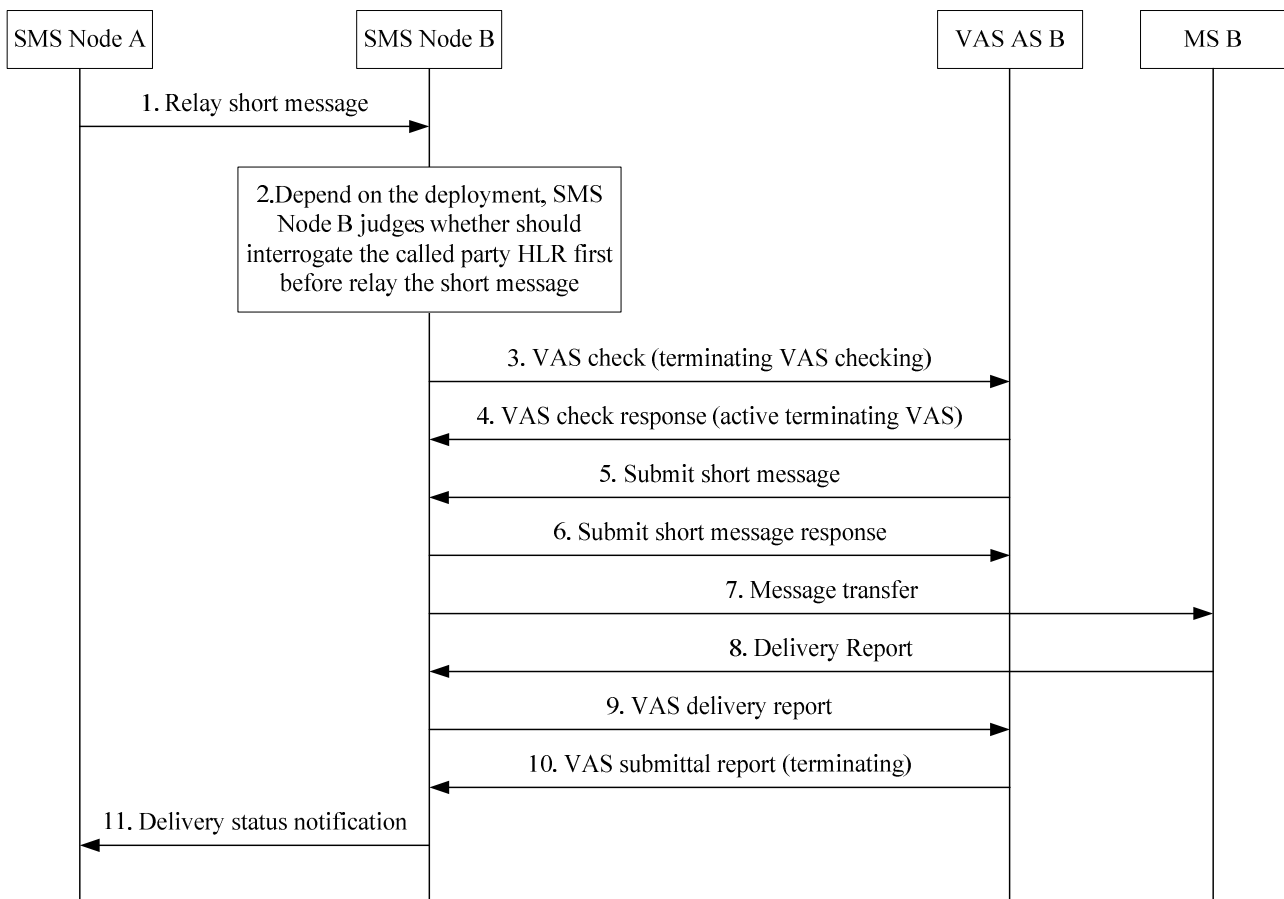 SMS Node A
SMS Node B
VAS AS B
MS B
1. Relay short message
2.Depend on the deployment, SMS
Node B judges whether should
interrogate the called party HLR first
before relay the short message
3. VAS check (terminating VAS checking)
4. VAS check response (active terminating VAS)
5. Submit short message
6. Submit short message response
7. Message transfer
8. Delivery Report
9. VAS delivery report
10. VAS submittal report (terminating)
11. Delivery status notification